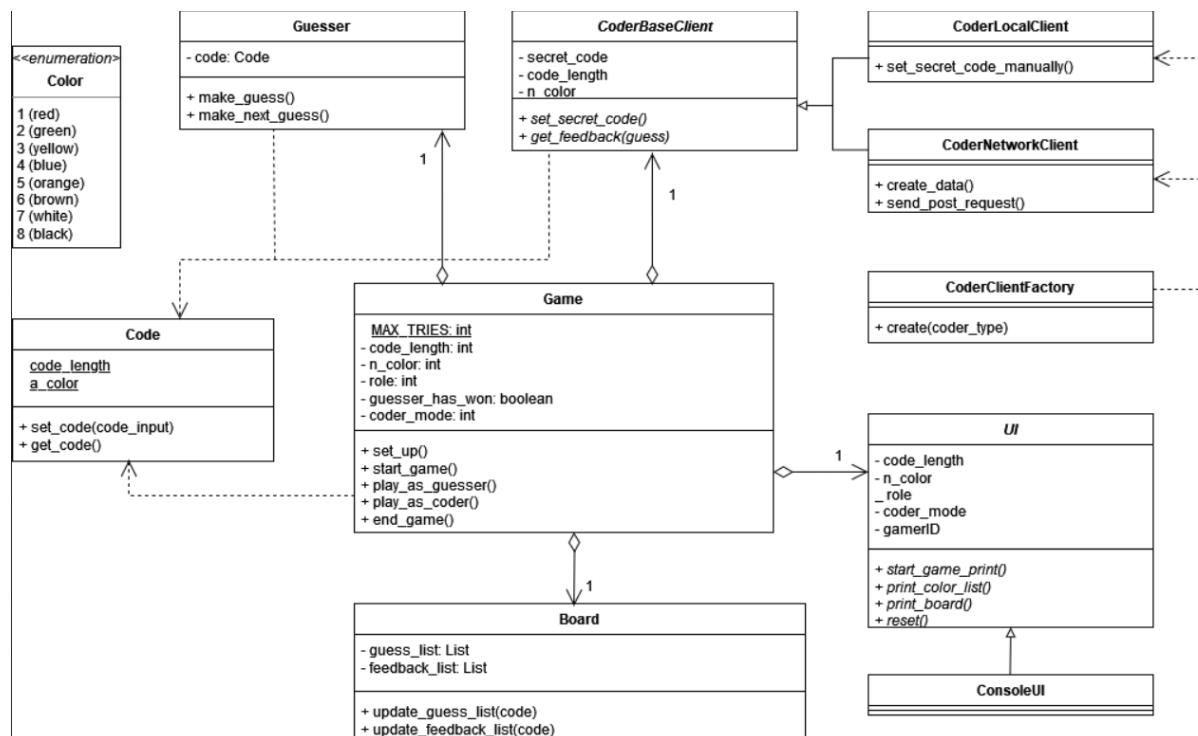 <<enumeration>>
Color
1 (red)
2 (green)
3 (yellow)
4 (blue)
5 (orange)
6 (brown)
7 (white)
8 (black)
Guesser
- code: Code
+ make_guess()
+ make_next_guess()
CoderBaseClient
- secret_code
- code_length
- n_color
+ set_secret_code()
+ get_feedback(guess)
CoderLocalClient
+ set_secret_code_manually()
CoderNetworkClient
+ create_data()
+ send_post_request()
CoderClientFactory
+ create(coder_type)
1
1
Code
code_length
a_color
+ set_code(code_input)
+ get_code()
Game
MAX_TRIES: int
- code_length: int
- n_color: int
- role: int
- guesser_has_won: boolean
- coder_mode: int
+ set_up()
+ start_game()
+ play_as_guesser()
+ play_as_coder()
+ end_game()
1
UI
- code_length
- n_color
_ role
- coder_mode
- gamerID
+ start_game_print()
+ print_color_list()
+ print_board()
+ reset()
1
Board
- guess_list: List
- feedback_list: List
+ update_guess_list(code)
+ update_feedback_list(code)
ConsoleUI